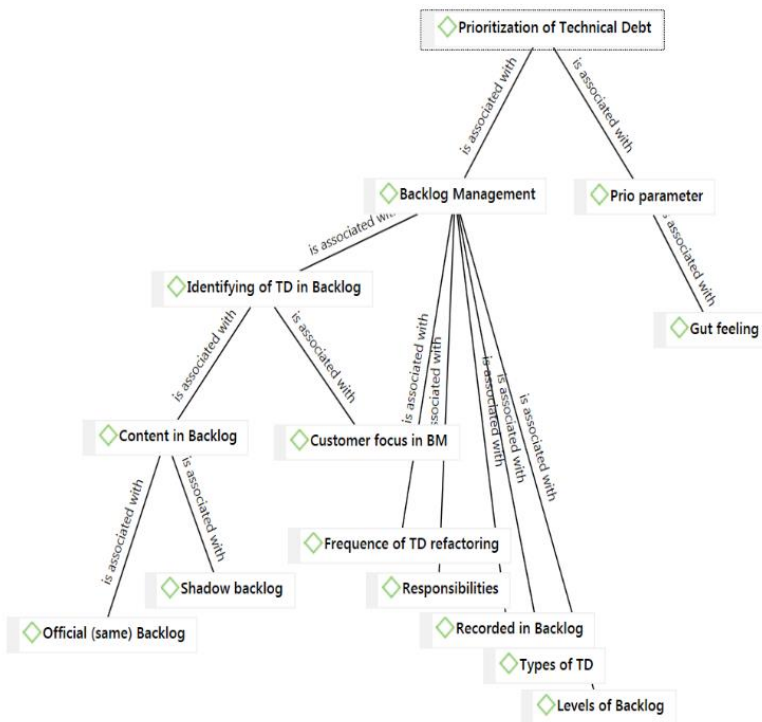 Prioritization of Technical Debt
is associated with
is associated with
Backlog Management
Prio parameter
is associated with
is associated with
Identifying of TD in Backlog
Gut feeling
is associated with
is associated with
is associated with
associated with
is associated with
is associated with
is associated with
Content in Backlog
Customer focus in BM
is associated with
is associated with
Frequence of TD refactoring
Shadow backlog
Responsibilities
Official (same) Backlog
Recorded in Backlog
Types of TD
Levels of Backlog